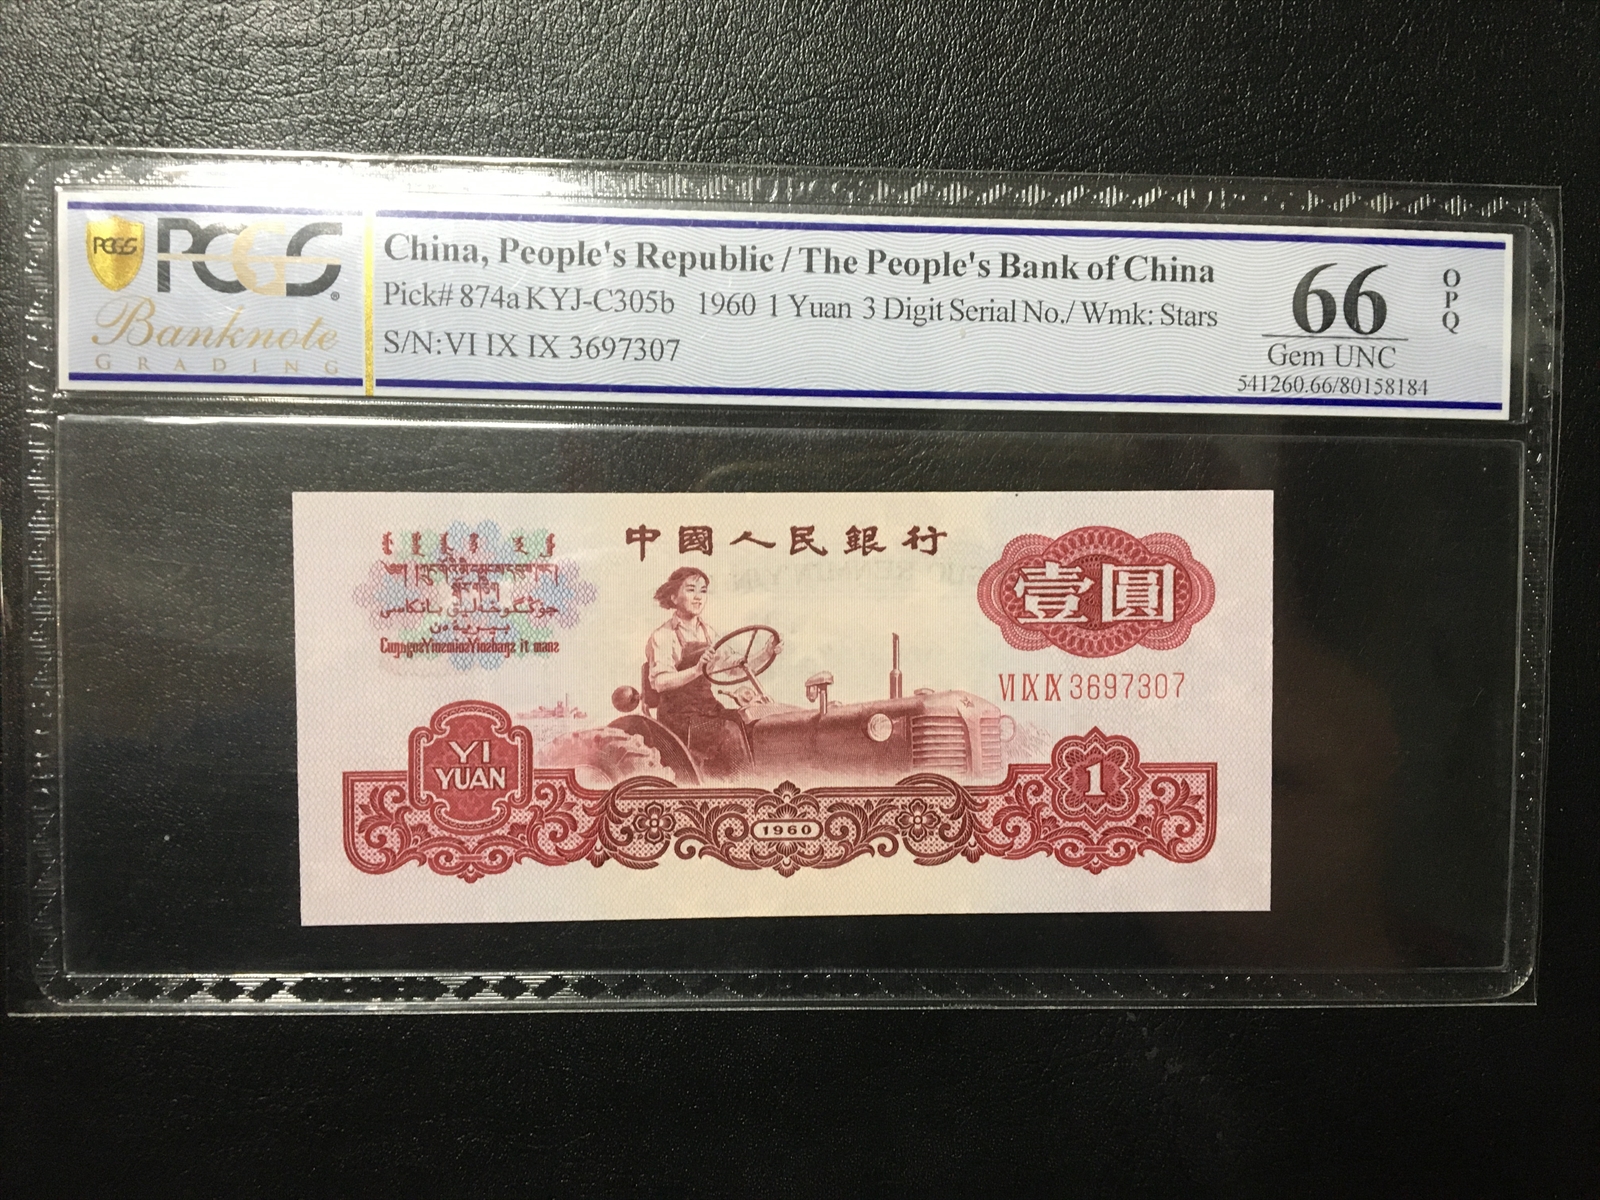 PCGS
PCGS®
Banknote
GRADING
China, People's Republic / The People's Bank of China
Pick# 874a KYJ-C305b 1960 1 Yuan 3 Digit Serial No./ Wmk: Stars
S/N:VI IX IX 3697307
66
OPQ
Gem UNC
541260.66/80158184
中國人民銀行
壹圓
VI IX IX 3697307
YI
YUAN
1
1960